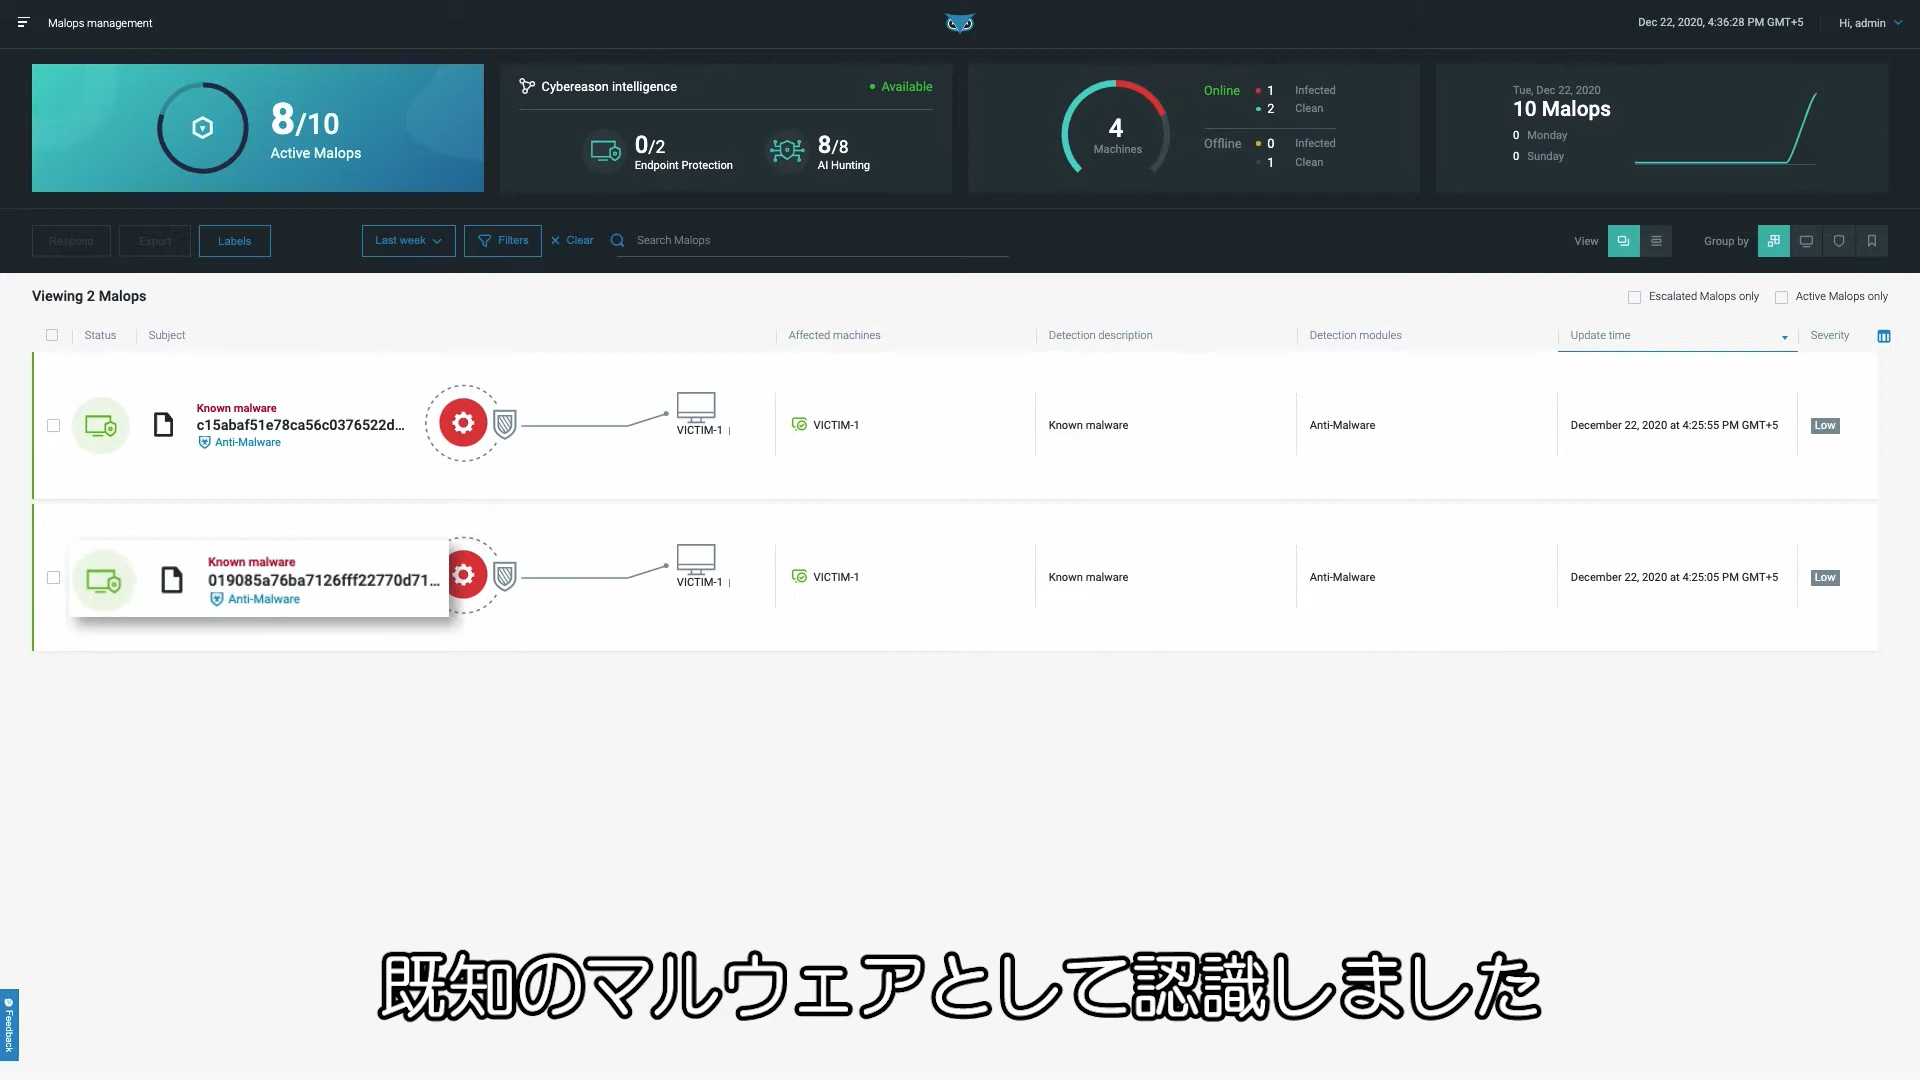 Malops management
Dec 22, 2020, 4:36:28 PM GMT+5
Hi, admin
8/10
Active Malops
Cybereason intelligence
Available
0/2
Endpoint Protection
8/8
AI Hunting
4
Machines
Online
1 Infected
2 Clean
Offline
0 Infected
1 Clean
Tue, Dec 22, 2020
10 Malops
0 Monday
0 Sunday
Respond
Export
Labels
Last week
Filters
Clear
Search Malops
View
Group by
Viewing 2 Malops
Escalated Malops only
Active Malops only
Status
Subject
Affected machines
Detection description
Detection modules
Update time
Severity
Known malware
c15abaf51e78ca56c0376522d...
Anti-Malware
VICTIM-1
VICTIM-1
Known malware
Anti-Malware
December 22, 2020 at 4:25:55 PM GMT+5
Low
Known malware
019085a76ba7126fff22770d71...
Anti-Malware
VICTIM-1
VICTIM-1
Known malware
Anti-Malware
December 22, 2020 at 4:25:05 PM GMT+5
Low
既知のマルウェアとして認識しました
Feedback